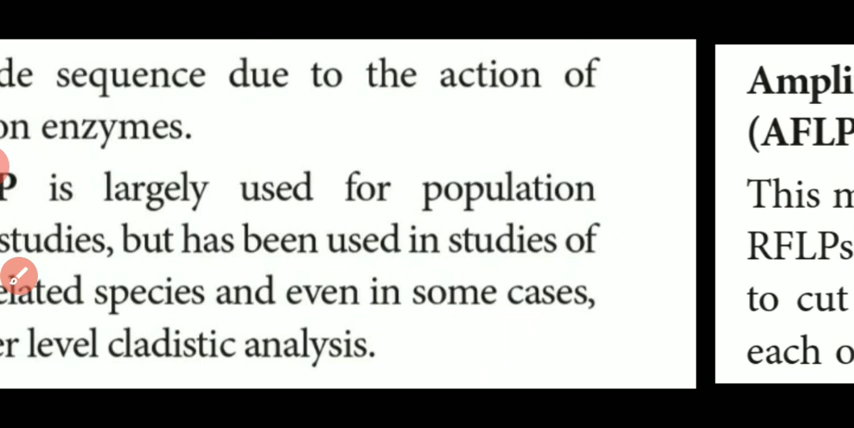 de sequence due to the action of
on enzymes.
P is largely used for population
studies, but has been used in studies of
elated species and even in some cases,
er level cladistic analysis.
Ampli
(AFLP
This m
RFLPs
to cut
each o